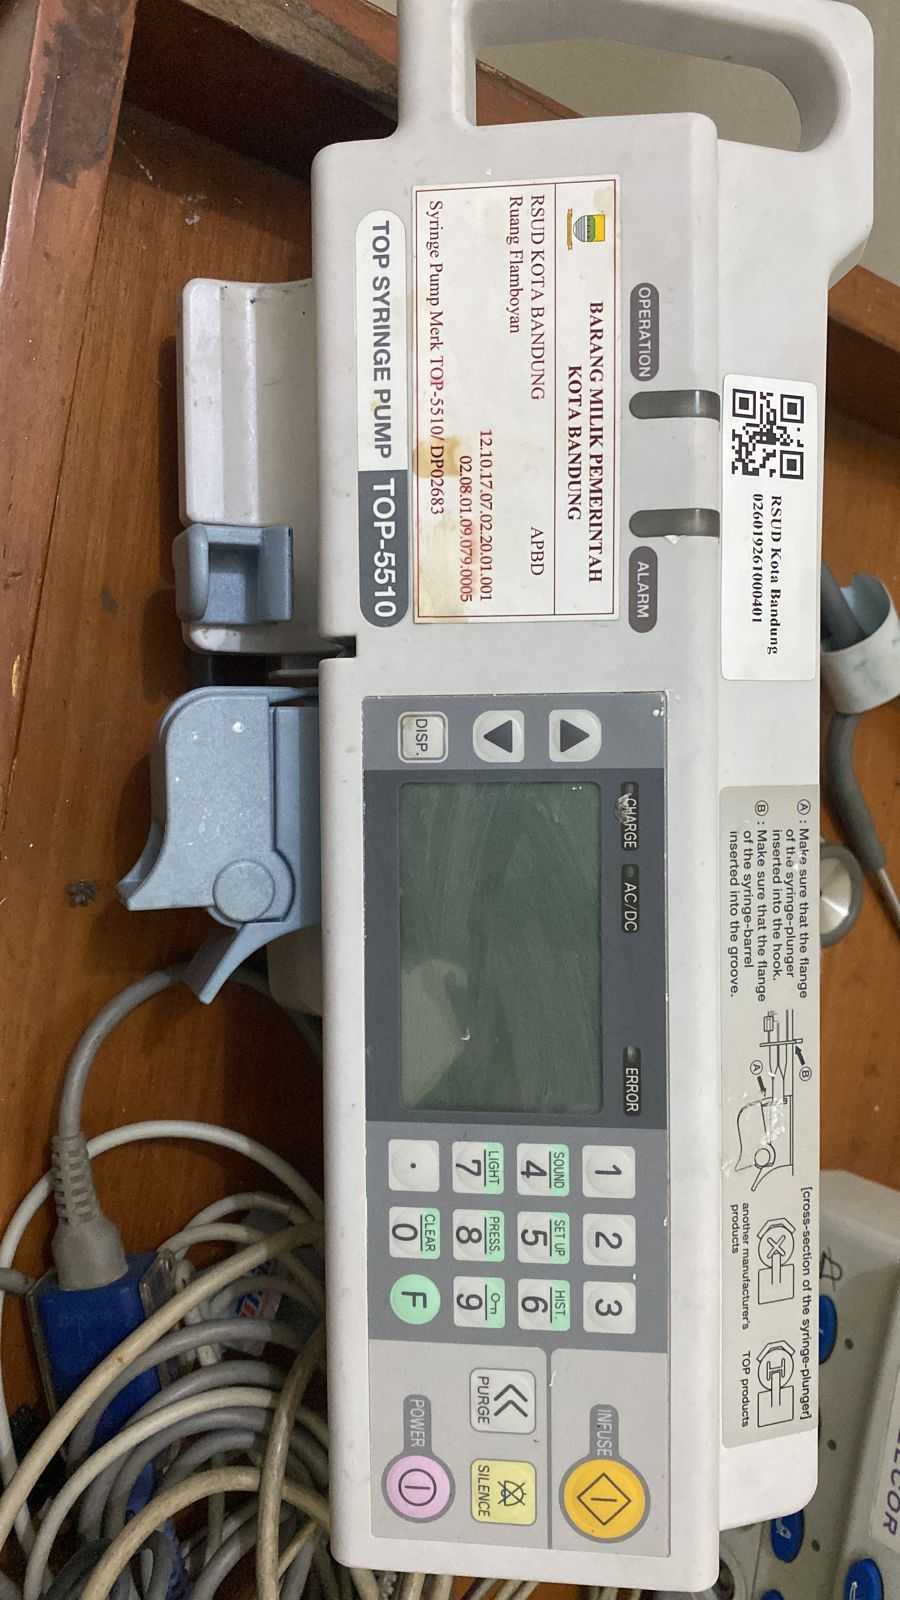 OPERATION
ALARM
BARANG MILIK PEMERINTAH
KOTA BANDUNG
RSUD KOTA BANDUNG APBD
Ruang Flamboyan
12.10.17.07.02.20.01.001
02.08.01.09.079.0005
Syringe Pump Merk TOP-5510/ DP02683
TOP SYRINGE PUMP TOP-5510
RSUD Kota Bandung
026019261000401
Ⓐ : Make sure that the flange
of the syringe-plunger
inserted into the hook.
Ⓑ : Make sure that the flange
of the syringe-barrel
inserted into the groove.
Ⓑ
Ⓐ
[cross-section of the syringe-plunger]
another manufacturer's
products
TOP products
CHARGE AC/DC ERROR
DISP.
1 2 3
SOUND SET UP HIST.
4 5 6
LIGHT PRESS.
7 8 9
CLEAR
. 0 F
INFUSE
PURGE
SILENCE
POWER